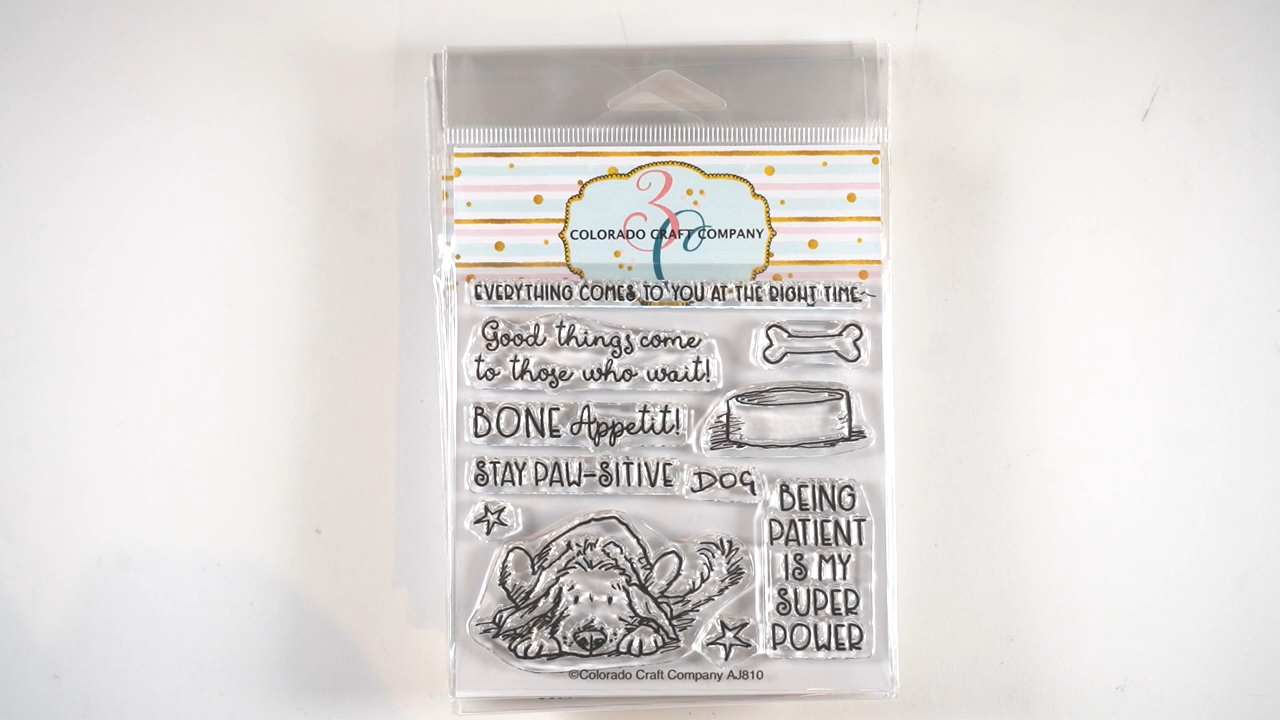 3C
COLORADO CRAFT COMPANY
EVERYTHING COMES TO YOU AT THE RIGHT TIME
Good things come
to those who wait!
BONE Appetit!
STAY PAW-SITIVE
DOG
BEING
PATIENT
IS MY
SUPER
POWER
©Colorado Craft Company AJ810